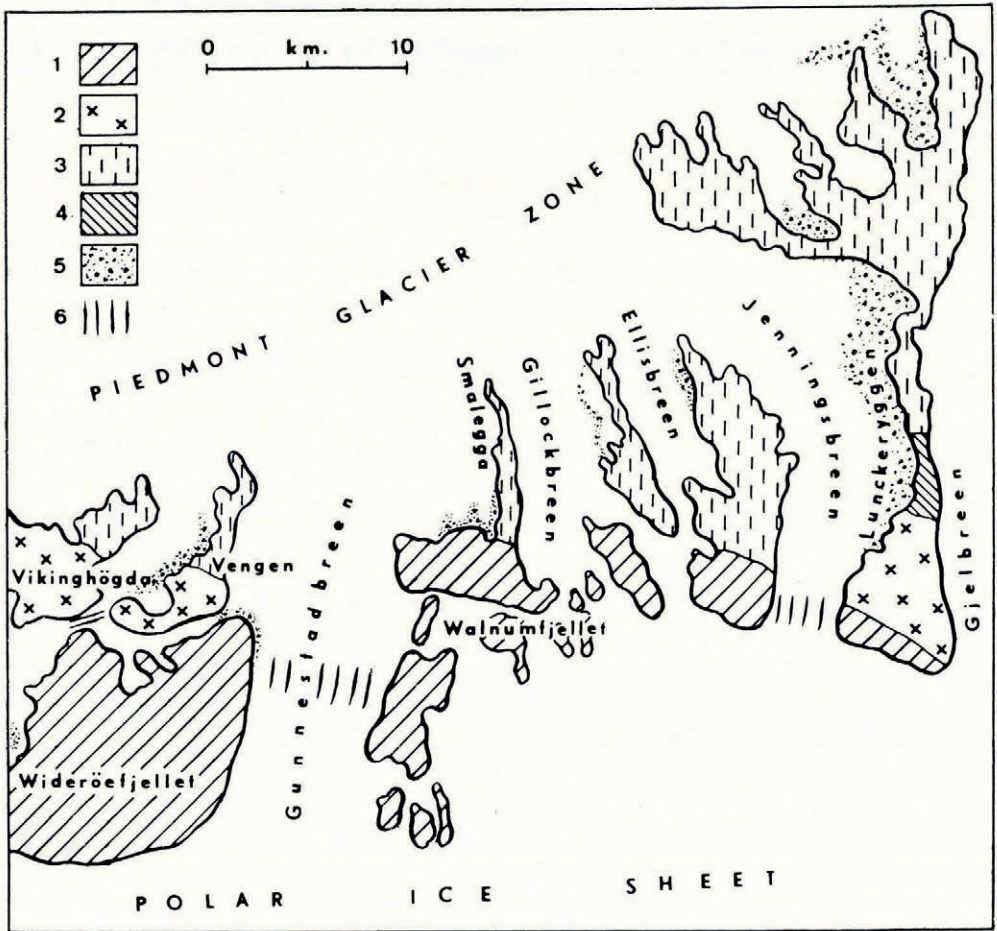 0 km. 10
1
2
3
4
5
6
PIEDMONT GLACIER ZONE
Smalegga
Gillockbreen
Ellisbreen
Jenningsbreen
Lunckeryggen
Gjelbreen
Vikinghögda
Vengen
Gunnestadbreen
Walnumfjellet
Wideröefjellet
POLAR ICE SHEET